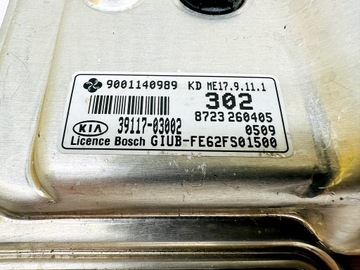 9001140989 KD ME17.9.11.1
302
8723 260405
KIA 39117-03002 0509
Licence Bosch GIUB-FE62FS01500